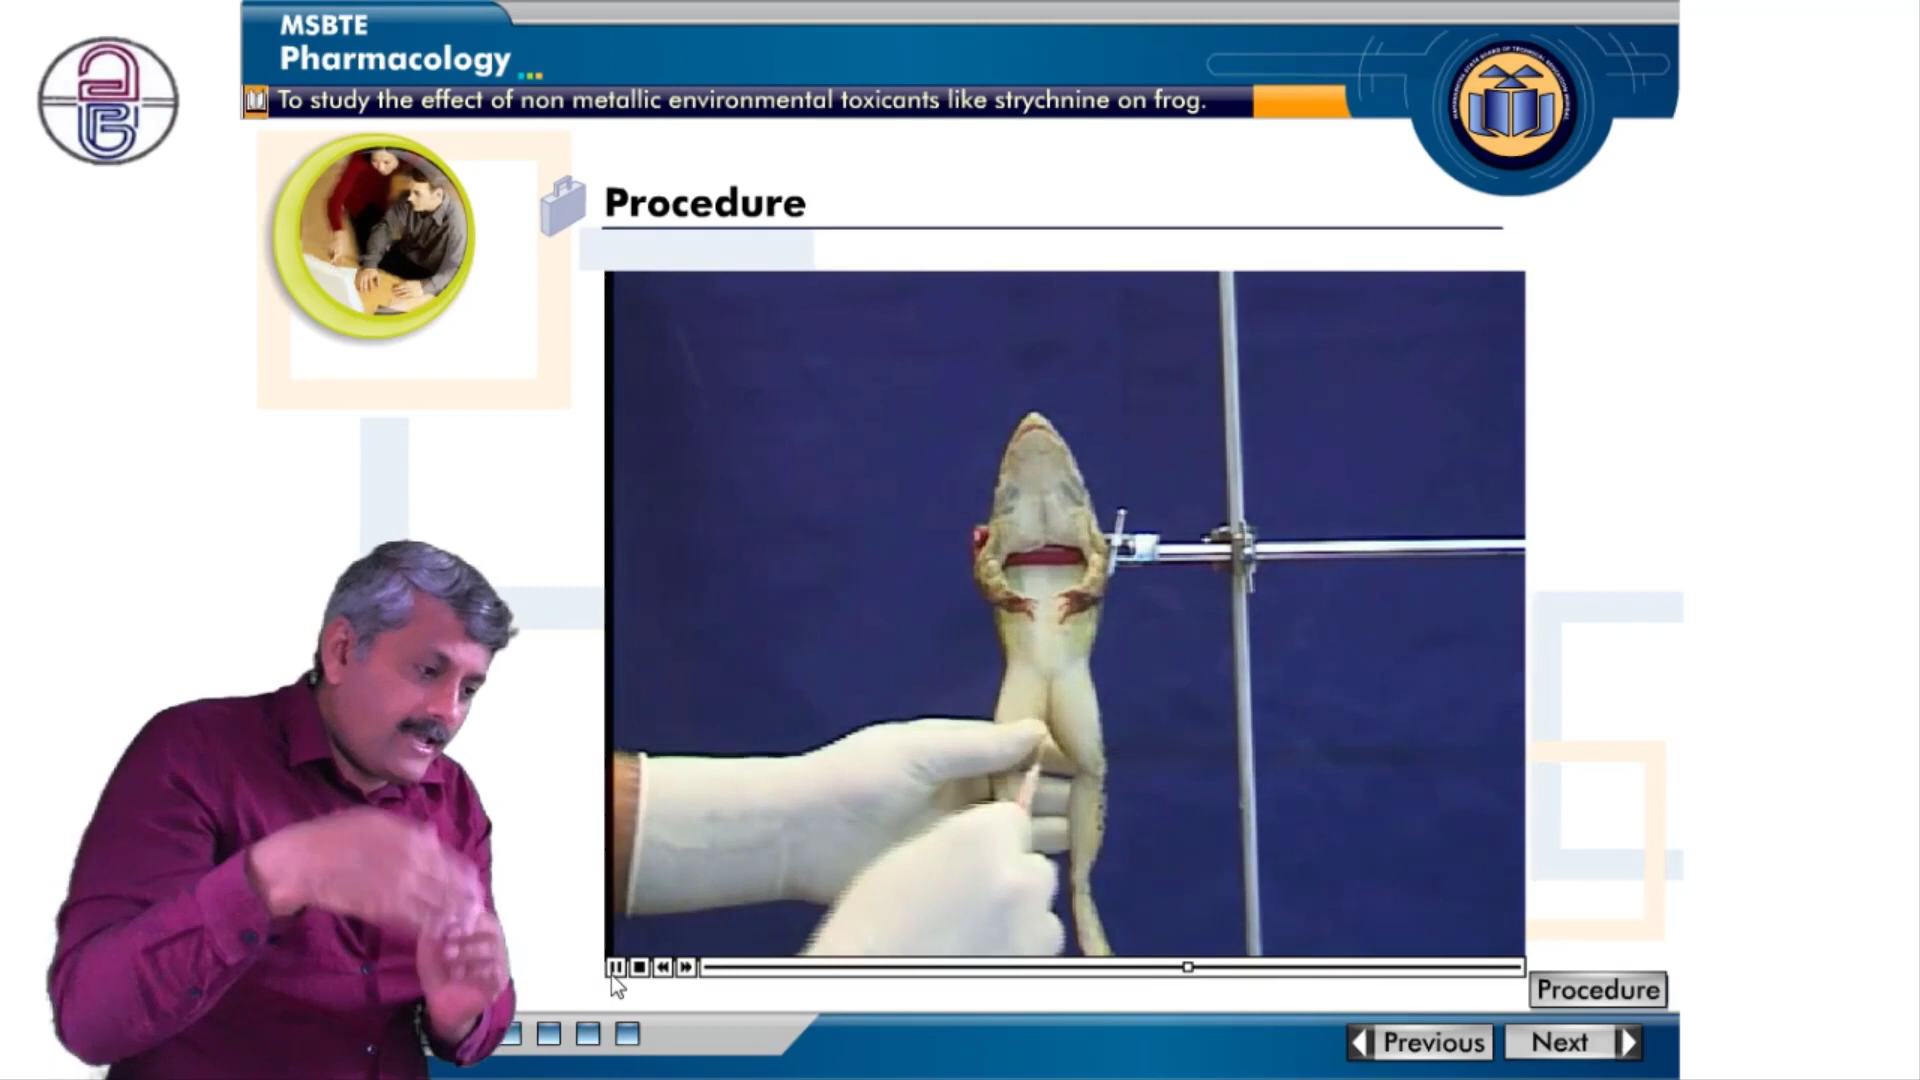 MSBTE
Pharmacology
To study the effect of non metallic environmental toxicants like strychnine on frog.
Procedure
Procedure
Previous
Next